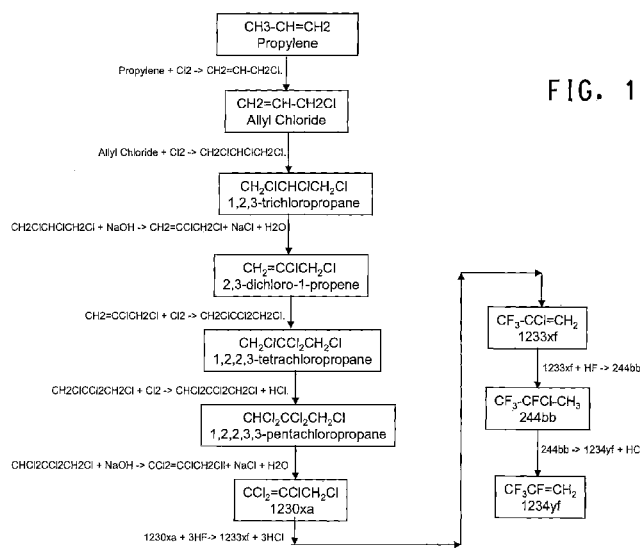 CH3-CH=CH2
Propylene
Propylene + Cl2 -> CH2=CH-CH2Cl.
FIG. 1
CH2=CH-CH2Cl
Allyl Chloride
Allyl Chloride + Cl2 -> CH2ClCHClCH2Cl.
CH2ClCHClCH2Cl
1,2,3-trichloropropane
CH2ClCHClCH2Cl + NaOH -> CH2=CClCH2Cl+ NaCl + H2O
CH2=CClCH2Cl
2,3-dichloro-1-propene
CH2=CClCH2Cl + Cl2 -> CH2ClCCl2CH2Cl.
CH2ClCCl2CH2Cl
1,2,2,3-tetrachloropropane
CH2ClCCl2CH2Cl + Cl2 -> CHCl2CCl2CH2Cl + HCl.
CHCl2CCl2CH2Cl
1,2,2,3,3-pentachloropropane
CHCl2CCl2CH2Cl + NaOH -> CCl2=CClCH2Cll+ NaCl + H2O
CCl2=CClCH2Cl
1230xa
1230xa + 3HF-> 1233xf + 3HCl
CF3-CCl=CH2
1233xf
1233xf + HF -> 244bb
CF3-CFCl-CH3
244bb
244bb -> 1234yf + HC
CF3CF=CH2
1234yf